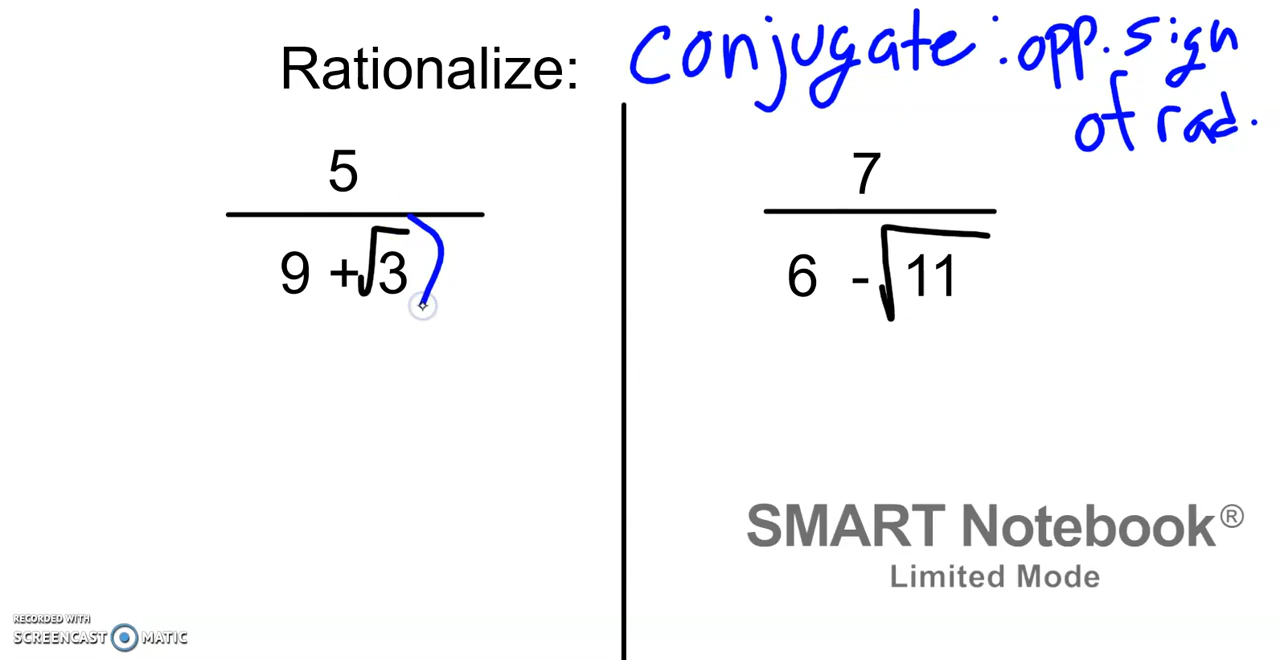 Rationalize:
conjugate: opp. sign
of rad.
5
9 +√3)
7
6 -√11
SMART Notebook®
Limited Mode
RECORDED WITH
SCREENCAST MATIC